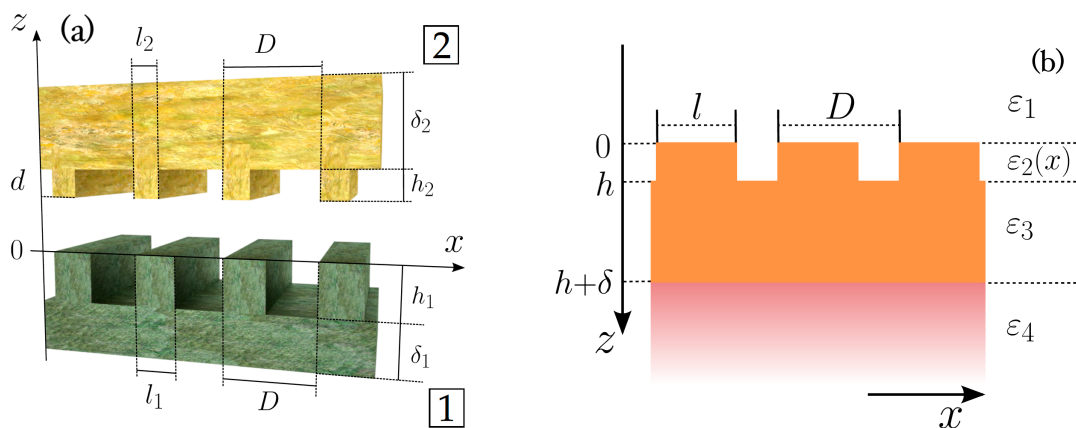 z (a) 2
l₂ D
δ₂
d h₂
0 x
h₁
δ₁
l₁ D
1
(b)
l D ε₁
0
ε₂(x)
h
ε₃
h+δ
z ε₄
x